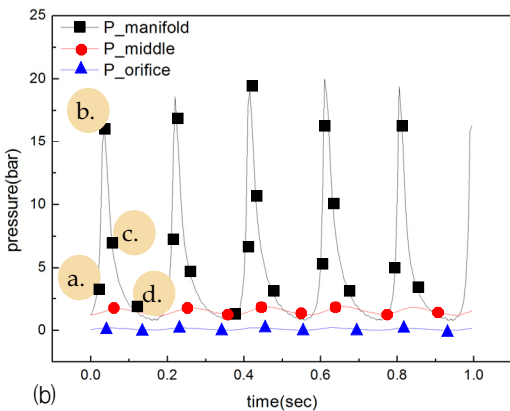 25
20
15
10
5
0
pressure(bar)
P_manifold
P_middle
P_orifice
b.
c.
a.
d.
0.0 0.2 0.4 0.6 0.8 1.0
(b)
time(sec)